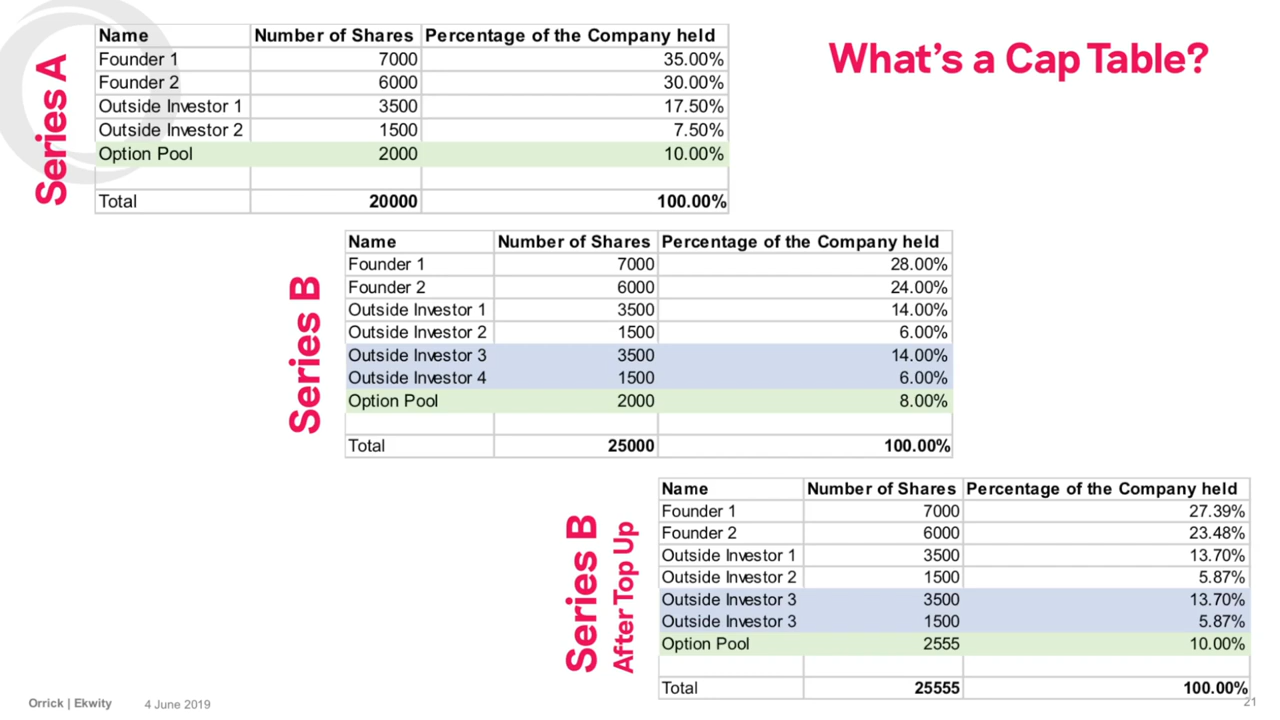 What's a Cap Table?
Series A
Name Number of Shares Percentage of the Company held
Founder 1 7000 35.00%
Founder 2 6000 30.00%
Outside Investor 1 3500 17.50%
Outside Investor 2 1500 7.50%
Option Pool 2000 10.00%
Total 20000 100.00%
Series B
Name Number of Shares Percentage of the Company held
Founder 1 7000 28.00%
Founder 2 6000 24.00%
Outside Investor 1 3500 14.00%
Outside Investor 2 1500 6.00%
Outside Investor 3 3500 14.00%
Outside Investor 4 1500 6.00%
Option Pool 2000 8.00%
Total 25000 100.00%
Series B
After Top Up
Name Number of Shares Percentage of the Company held
Founder 1 7000 27.39%
Founder 2 6000 23.48%
Outside Investor 1 3500 13.70%
Outside Investor 2 1500 5.87%
Outside Investor 3 3500 13.70%
Outside Investor 3 1500 5.87%
Option Pool 2555 10.00%
Total 25555 100.00%
Orrick | Ekwity 4 June 2019 21